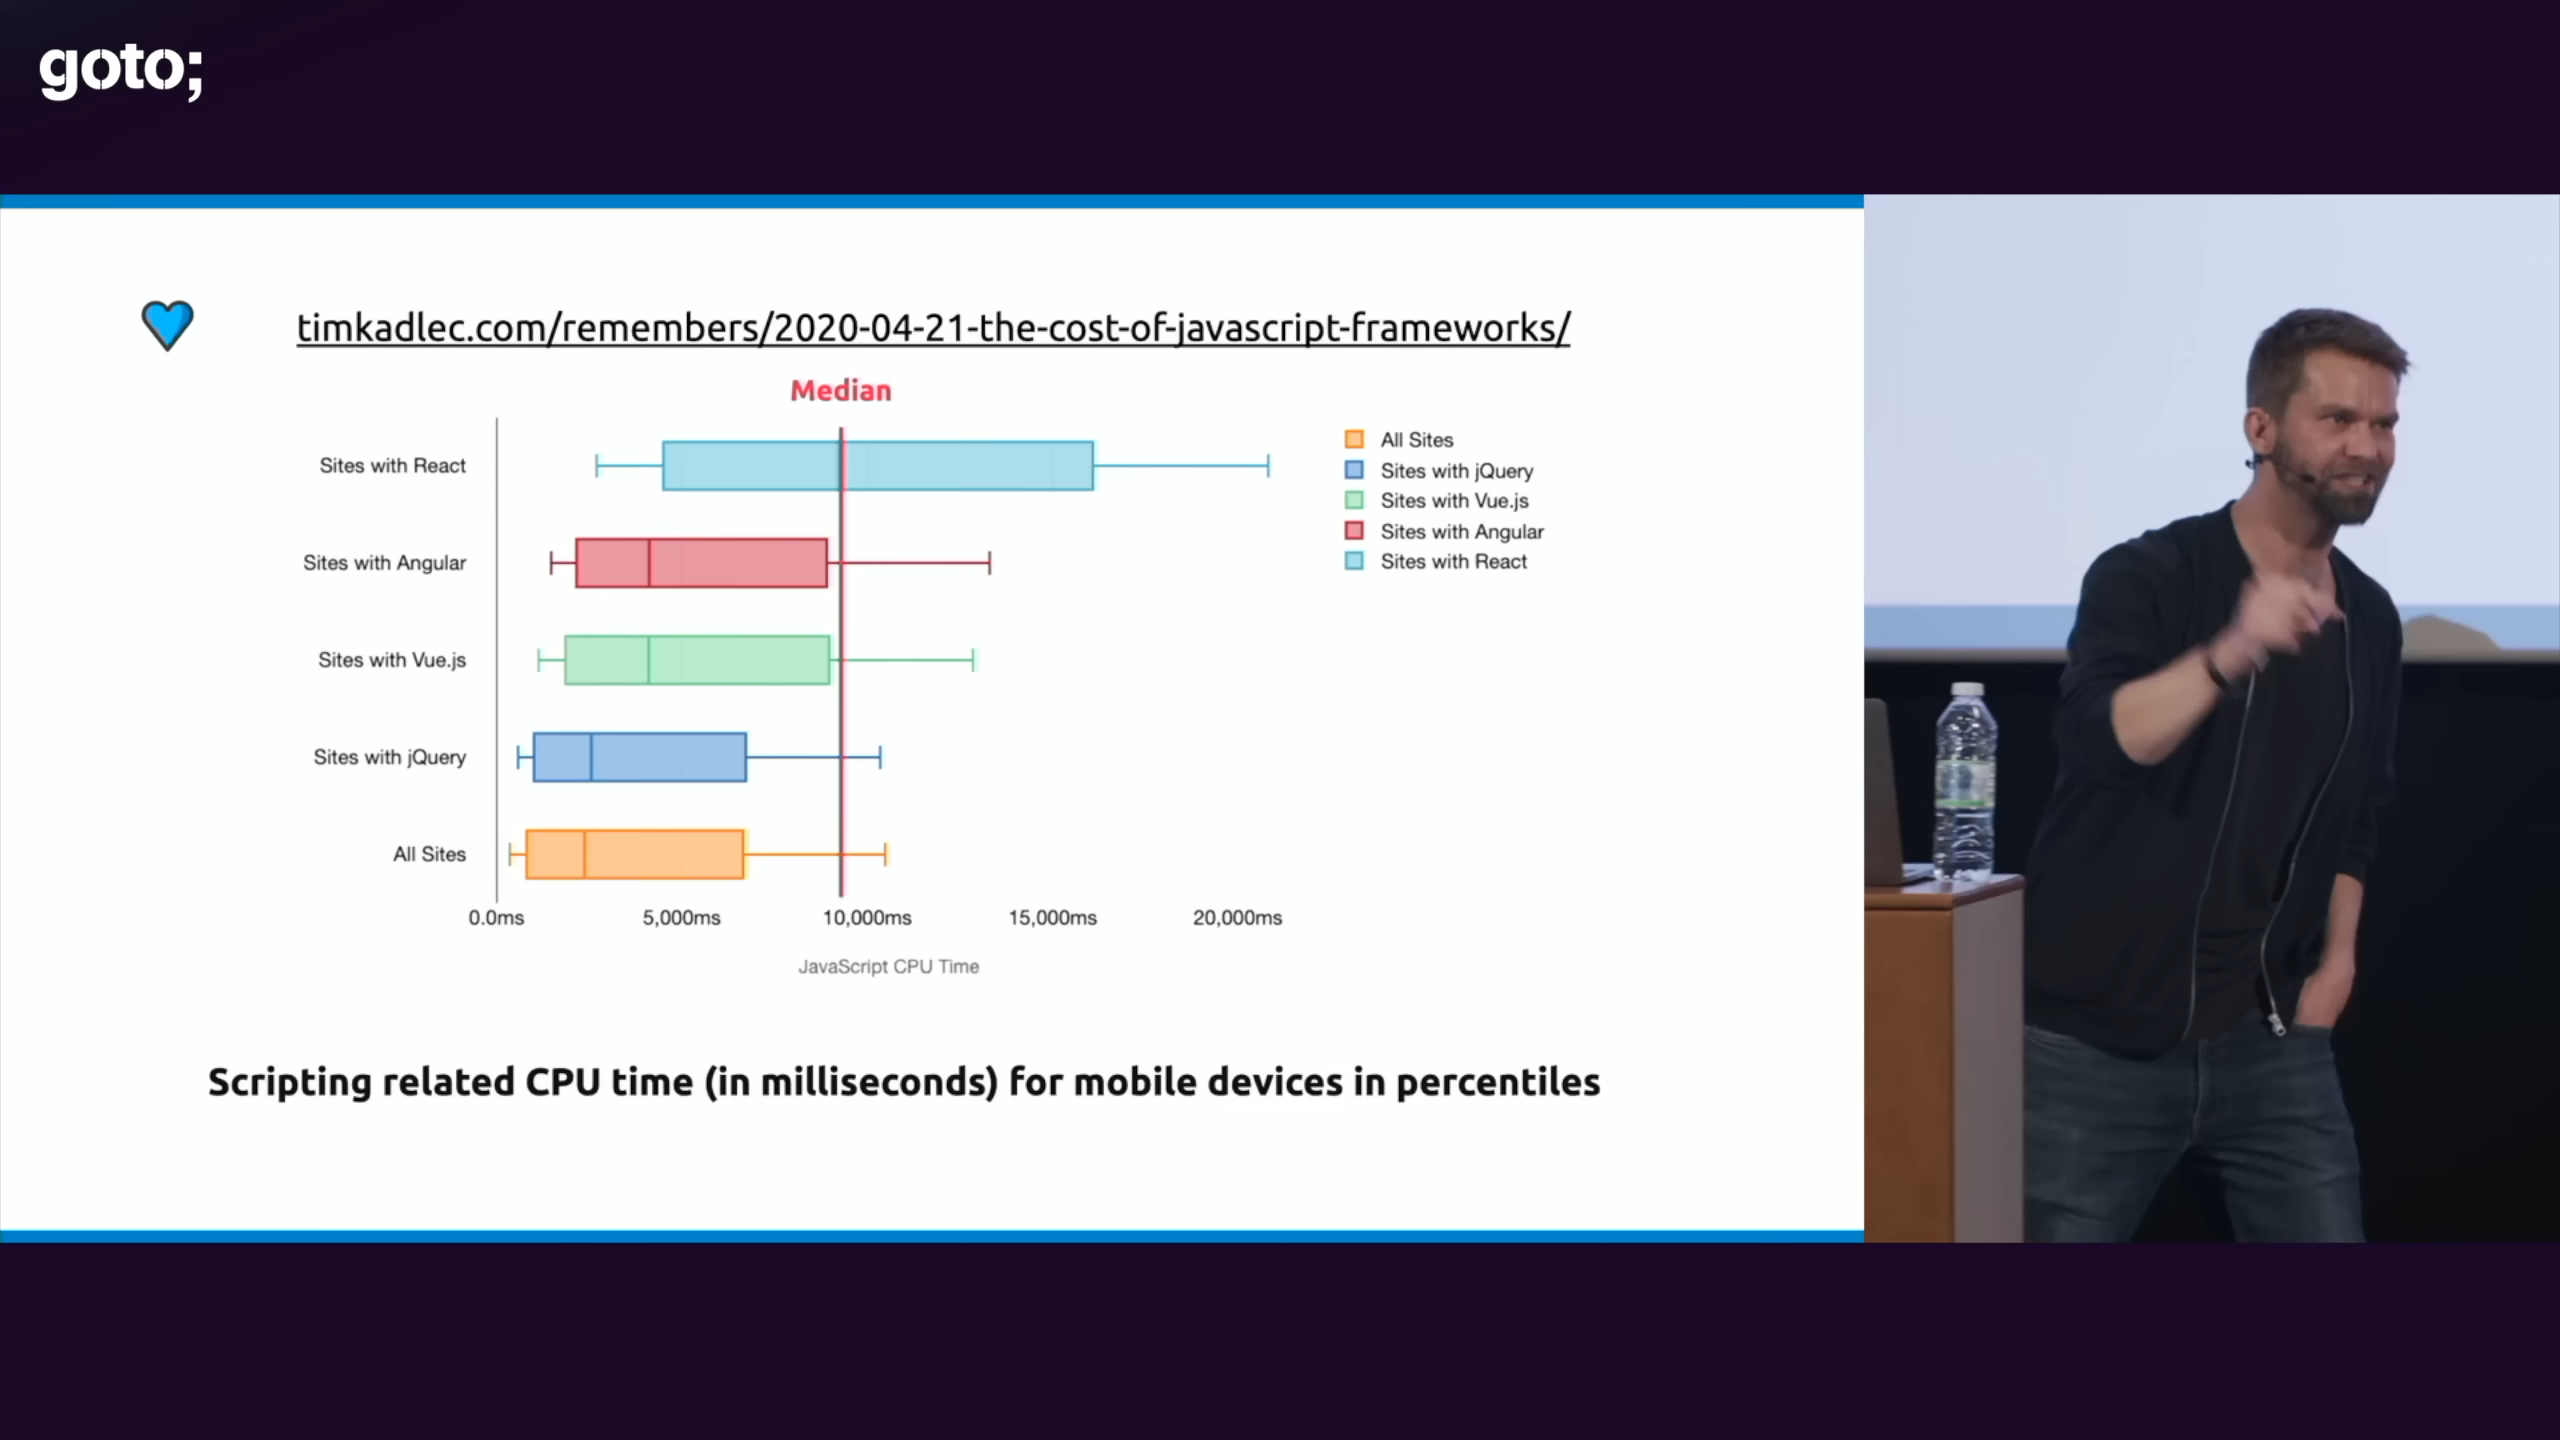 goto;
timkadlec.com/remembers/2020-04-21-the-cost-of-javascript-frameworks/
Median
Sites with React
Sites with Angular
Sites with Vue.js
Sites with jQuery
All Sites
0.0ms 5,000ms 10,000ms 15,000ms 20,000ms
JavaScript CPU Time
All Sites
Sites with jQuery
Sites with Vue.js
Sites with Angular
Sites with React
Scripting related CPU time (in milliseconds) for mobile devices in percentiles